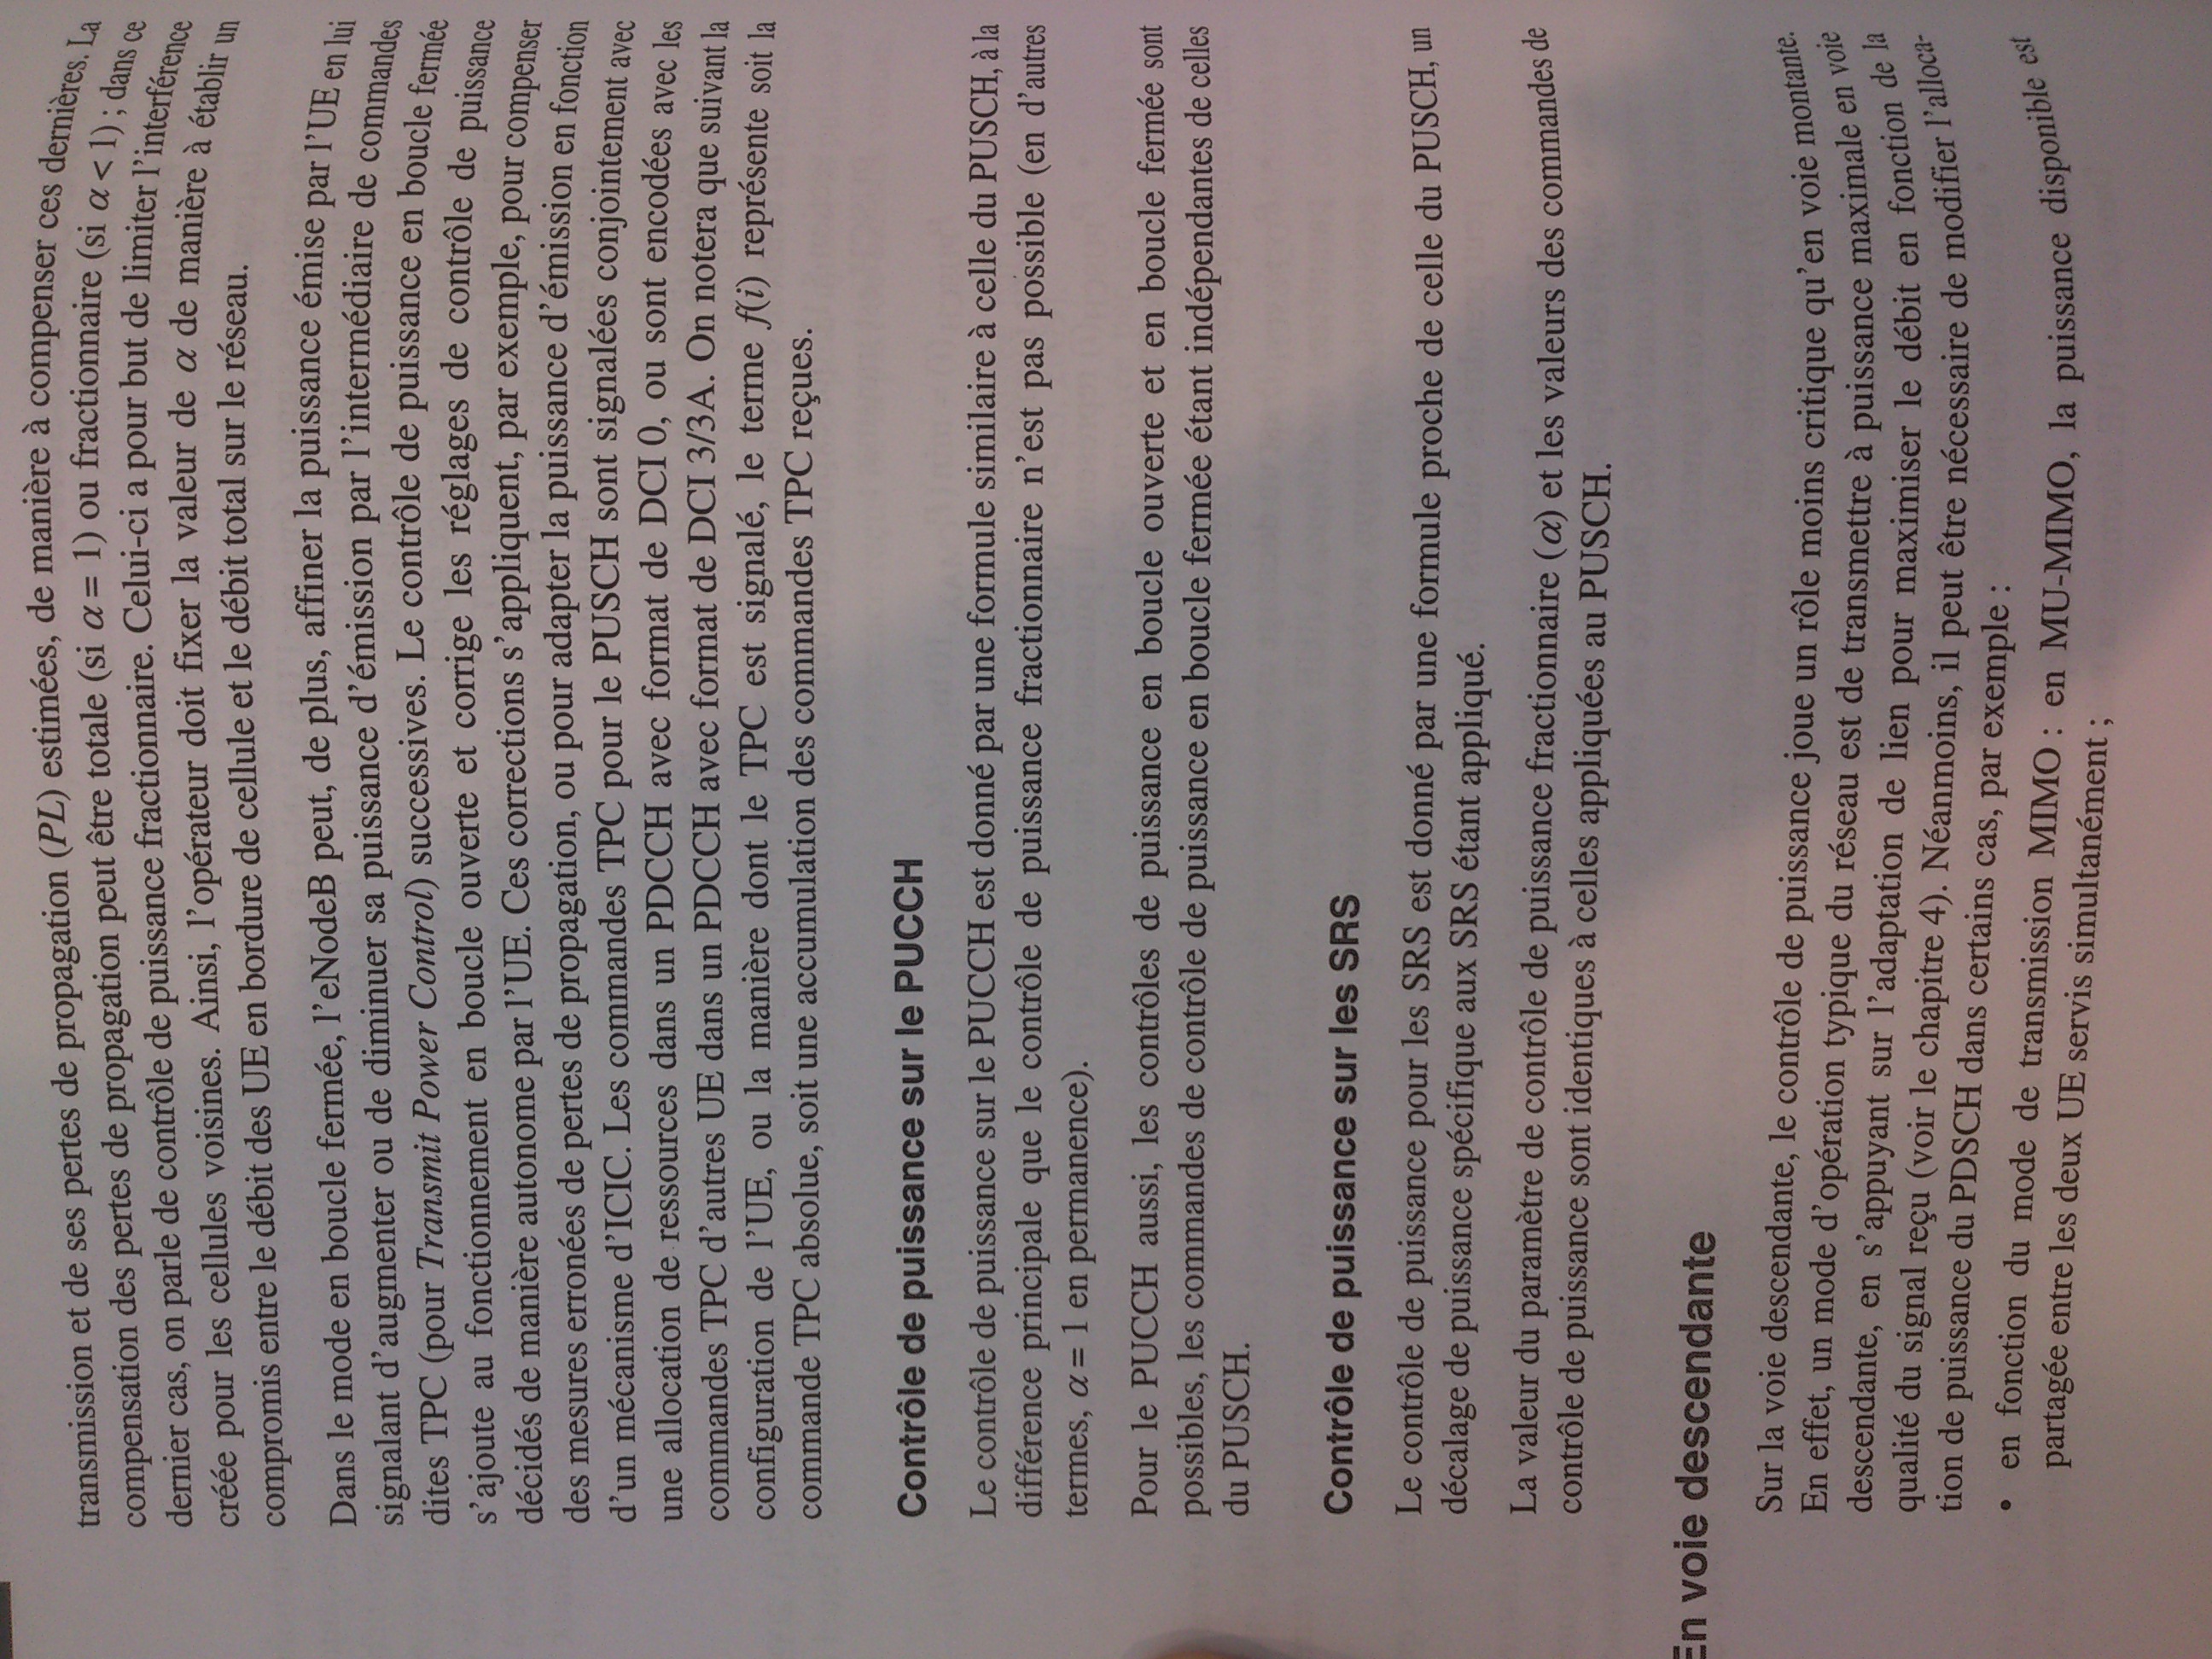 transmission et de ses pertes de propagation (PL) estimées, de manière à compenser ces dernières. La
compensation des pertes de propagation peut être totale (si α = 1) ou fractionnaire (si α < 1) ; dans ce
dernier cas, on parle de contrôle de puissance fractionnaire. Celui-ci a pour but de limiter l’interférence
créée pour les cellules voisines. Ainsi, l’opérateur doit fixer la valeur de α de manière à établir un
compromis entre le débit des UE en bordure de cellule et le débit total sur le réseau.
Dans le mode en boucle fermée, l’eNodeB peut, de plus, affiner la puissance émise par l’UE en lui
signalant d’augmenter ou de diminuer sa puissance d’émission par l’intermédiaire de commandes
dites TPC (pour Transmit Power Control) successives. Le contrôle de puissance en boucle fermée
s’ajoute au fonctionnement en boucle ouverte et corrige les réglages de contrôle de puissance
décidés de manière autonome par l’UE. Ces corrections s’appliquent, par exemple, pour compenser
des mesures erronées de pertes de propagation, ou pour adapter la puissance d’émission en fonction
d’un mécanisme d’ICIC. Les commandes TPC pour le PUSCH sont signalées conjointement avec
une allocation de ressources dans un PDCCH avec format de DCI 0, ou sont encodées avec les
commandes TPC d’autres UE dans un PDCCH avec format de DCI 3/3A. On notera que suivant la
configuration de l’UE, ou la manière dont le TPC est signalé, le terme f(i) représente soit la
commande TPC absolue, soit une accumulation des commandes TPC reçues.
Contrôle de puissance sur le PUCCH
Le contrôle de puissance sur le PUCCH est donné par une formule similaire à celle du PUSCH, à la
différence principale que le contrôle de puissance fractionnaire n’est pas possible (en d’autres
termes, α = 1 en permanence).
Pour le PUCCH aussi, les contrôles de puissance en boucle ouverte et en boucle fermée sont
possibles, les commandes de contrôle de puissance en boucle fermée étant indépendantes de celles
du PUSCH.
Contrôle de puissance sur les SRS
Le contrôle de puissance pour les SRS est donné par une formule proche de celle du PUSCH, un
décalage de puissance spécifique aux SRS étant appliqué.
La valeur du paramètre de contrôle de puissance fractionnaire (α) et les valeurs des commandes de
contrôle de puissance sont identiques à celles appliquées au PUSCH.
En voie descendante
Sur la voie descendante, le contrôle de puissance joue un rôle moins critique qu’en voie montante.
En effet, un mode d’opération typique du réseau est de transmettre à puissance maximale en voie
descendante, en s’appuyant sur l’adaptation de lien pour maximiser le débit en fonction de la
qualité du signal reçu (voir le chapitre 4). Néanmoins, il peut être nécessaire de modifier l’alloca-
tion de puissance du PDSCH dans certains cas, par exemple :
• en fonction du mode de transmission MIMO : en MU-MIMO, la puissance disponible est
partagée entre les deux UE servis simultanément ;